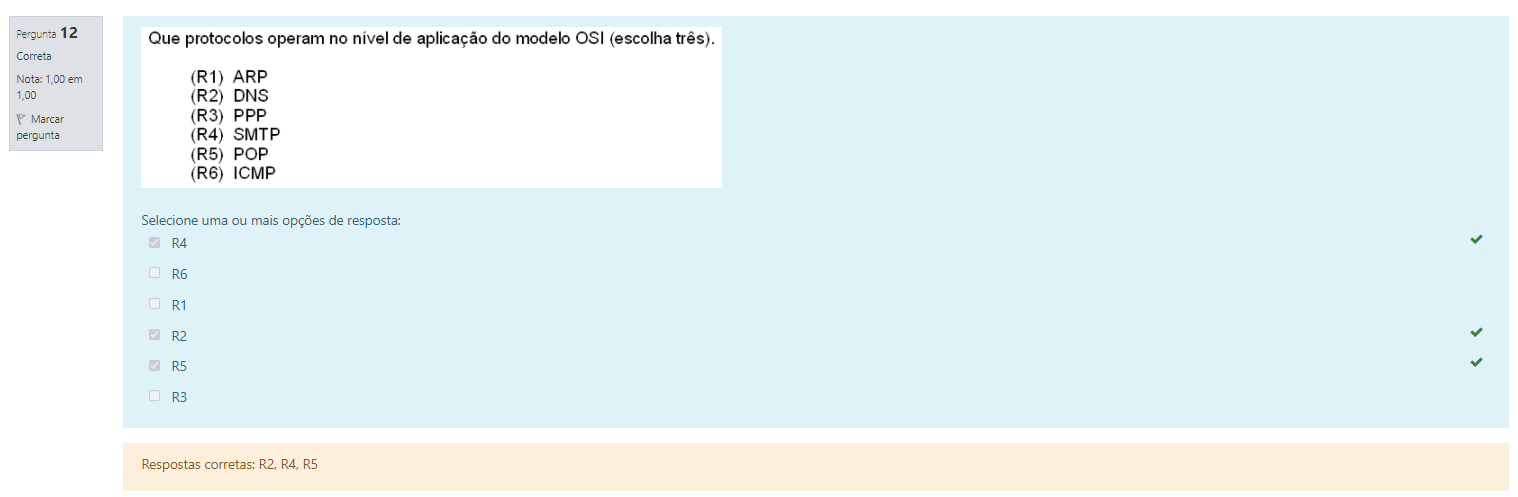 Pergunta 12
Correta
Nota: 1,00 em
1,00
Marcar
pergunta
Que protocolos operam no nível de aplicação do modelo OSI (escolha três).
(R1) ARP
(R2) DNS
(R3) PPP
(R4) SMTP
(R5) POP
(R6) ICMP
Selecione uma ou mais opções de resposta:
R4
R6
R1
R2
R5
R3
Respostas corretas: R2, R4, R5